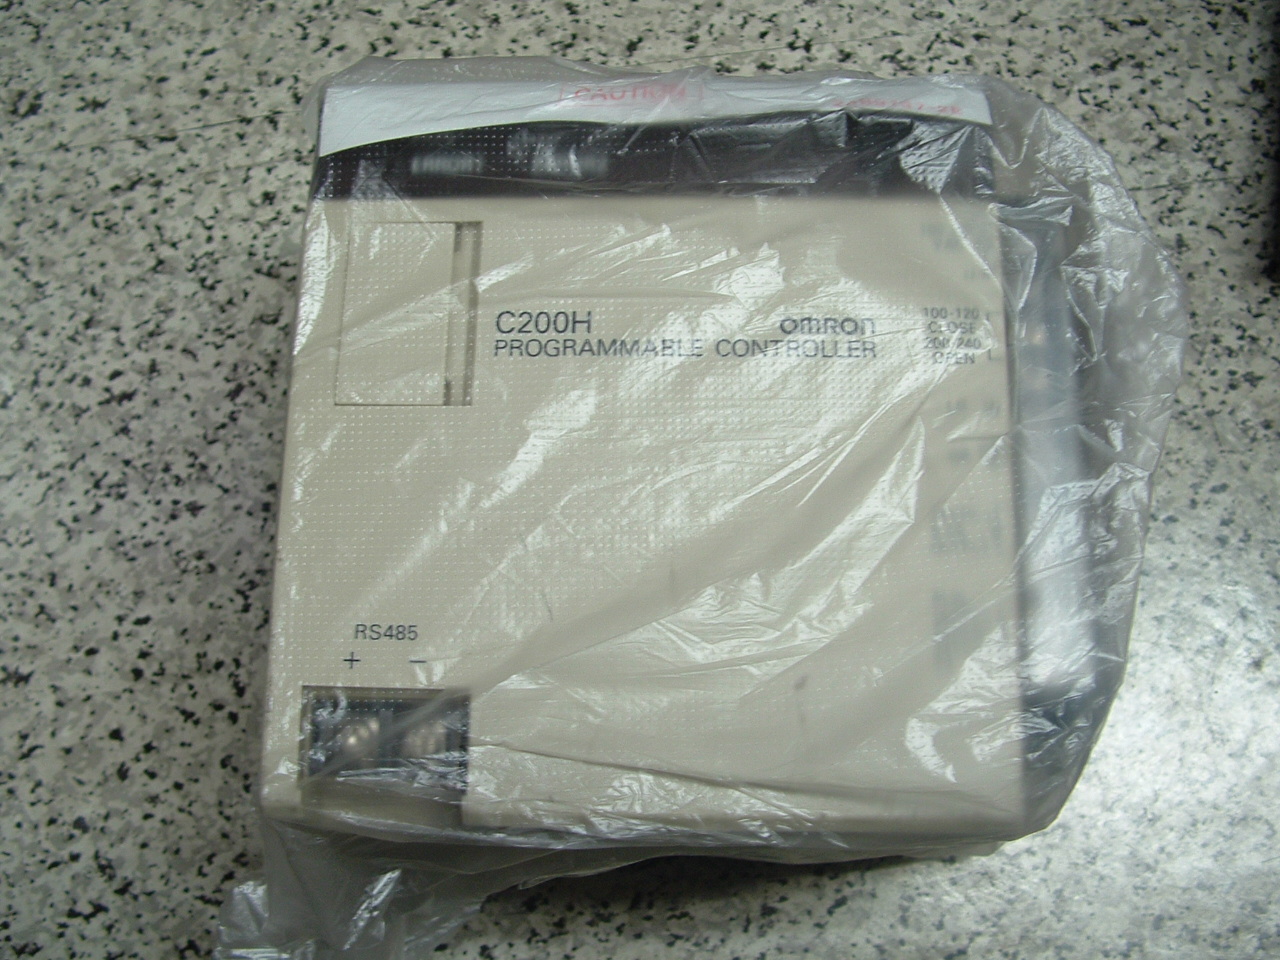 CAUTION
C200H
OMRON
PROGRAMMABLE CONTROLLER
100-120
CLOSE
200-240
OPEN
RS485
+ −